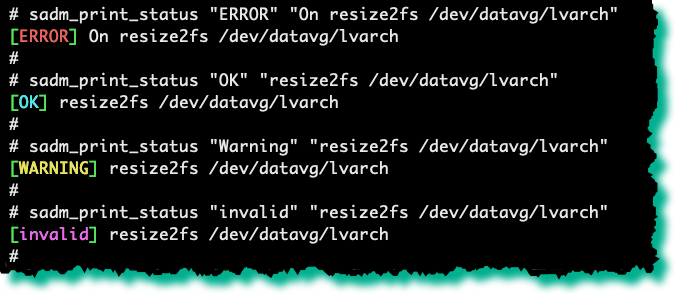 # sadm_print_status "ERROR" "On resize2fs /dev/datavg/lvarch"
[ERROR] On resize2fs /dev/datavg/lvarch
#
# sadm_print_status "OK" "resize2fs /dev/datavg/lvarch"
[OK] resize2fs /dev/datavg/lvarch
#
# sadm_print_status "Warning" "resize2fs /dev/datavg/lvarch"
[WARNING] resize2fs /dev/datavg/lvarch
#
# sadm_print_status "invalid" "resize2fs /dev/datavg/lvarch"
[invalid] resize2fs /dev/datavg/lvarch
#